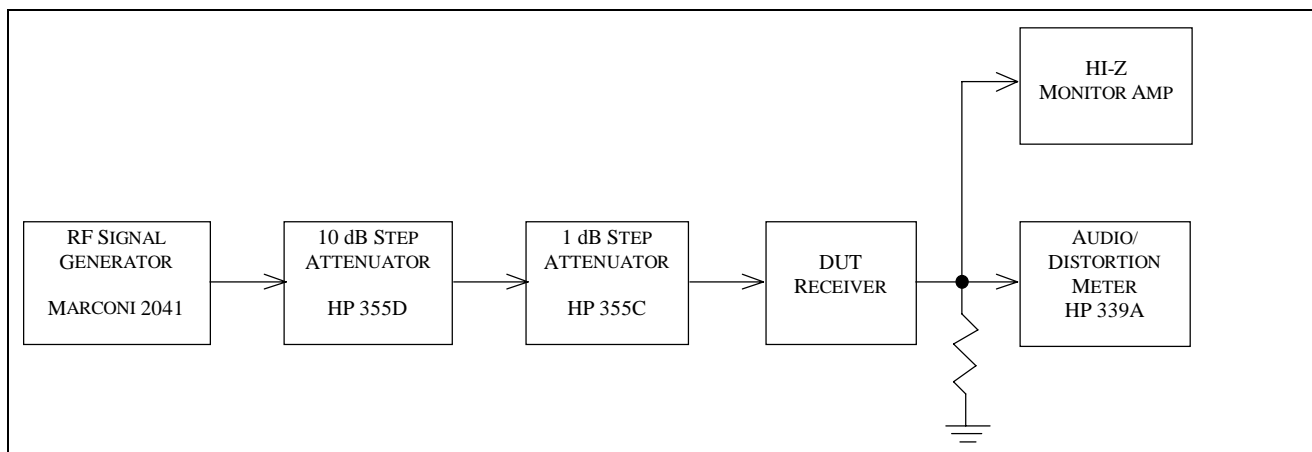 HI-Z
MONITOR AMP
RF SIGNAL
GENERATOR
MARCONI 2041
10 dB STEP
ATTENUATOR
HP 355D
1 dB STEP
ATTENUATOR
HP 355C
DUT
RECEIVER
AUDIO/
DISTORTION
METER
HP 339A